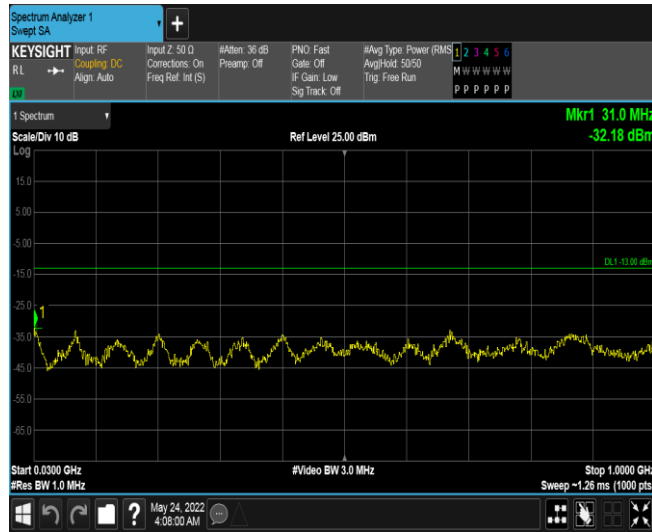 Spectrum Analyzer 1
Swept SA
KEYSIGHT
RL
LXI
Input: RF
Coupling: DC
Align: Auto
Input Z: 50 Ω
Corrections: On
Freq Ref: Int (S)
#Atten: 36 dB
Preamp: Off
PNO: Fast
Gate: Off
IF Gain: Low
Sig Track: Off
#Avg Type: Power (RMS
Avg|Hold: 50/50
Trig: Free Run
1 2 3 4 5 6
M W W W W W
P P P P P P
1 Spectrum
Scale/Div 10 dB
Log
Ref Level 25.00 dBm
Mkr1 31.0 MHz
-32.18 dBm
15.0
5.00
-5.00
-15.0
-25.0
-35.0
-45.0
-55.0
-65.0
DL1 -13.00 dBm
1
Start 0.0300 GHz
#Res BW 1.0 MHz
#Video BW 3.0 MHz
Stop 1.0000 GHz
Sweep ~1.26 ms (1000 pts)
?
May 24, 2022
4:08:00 AM